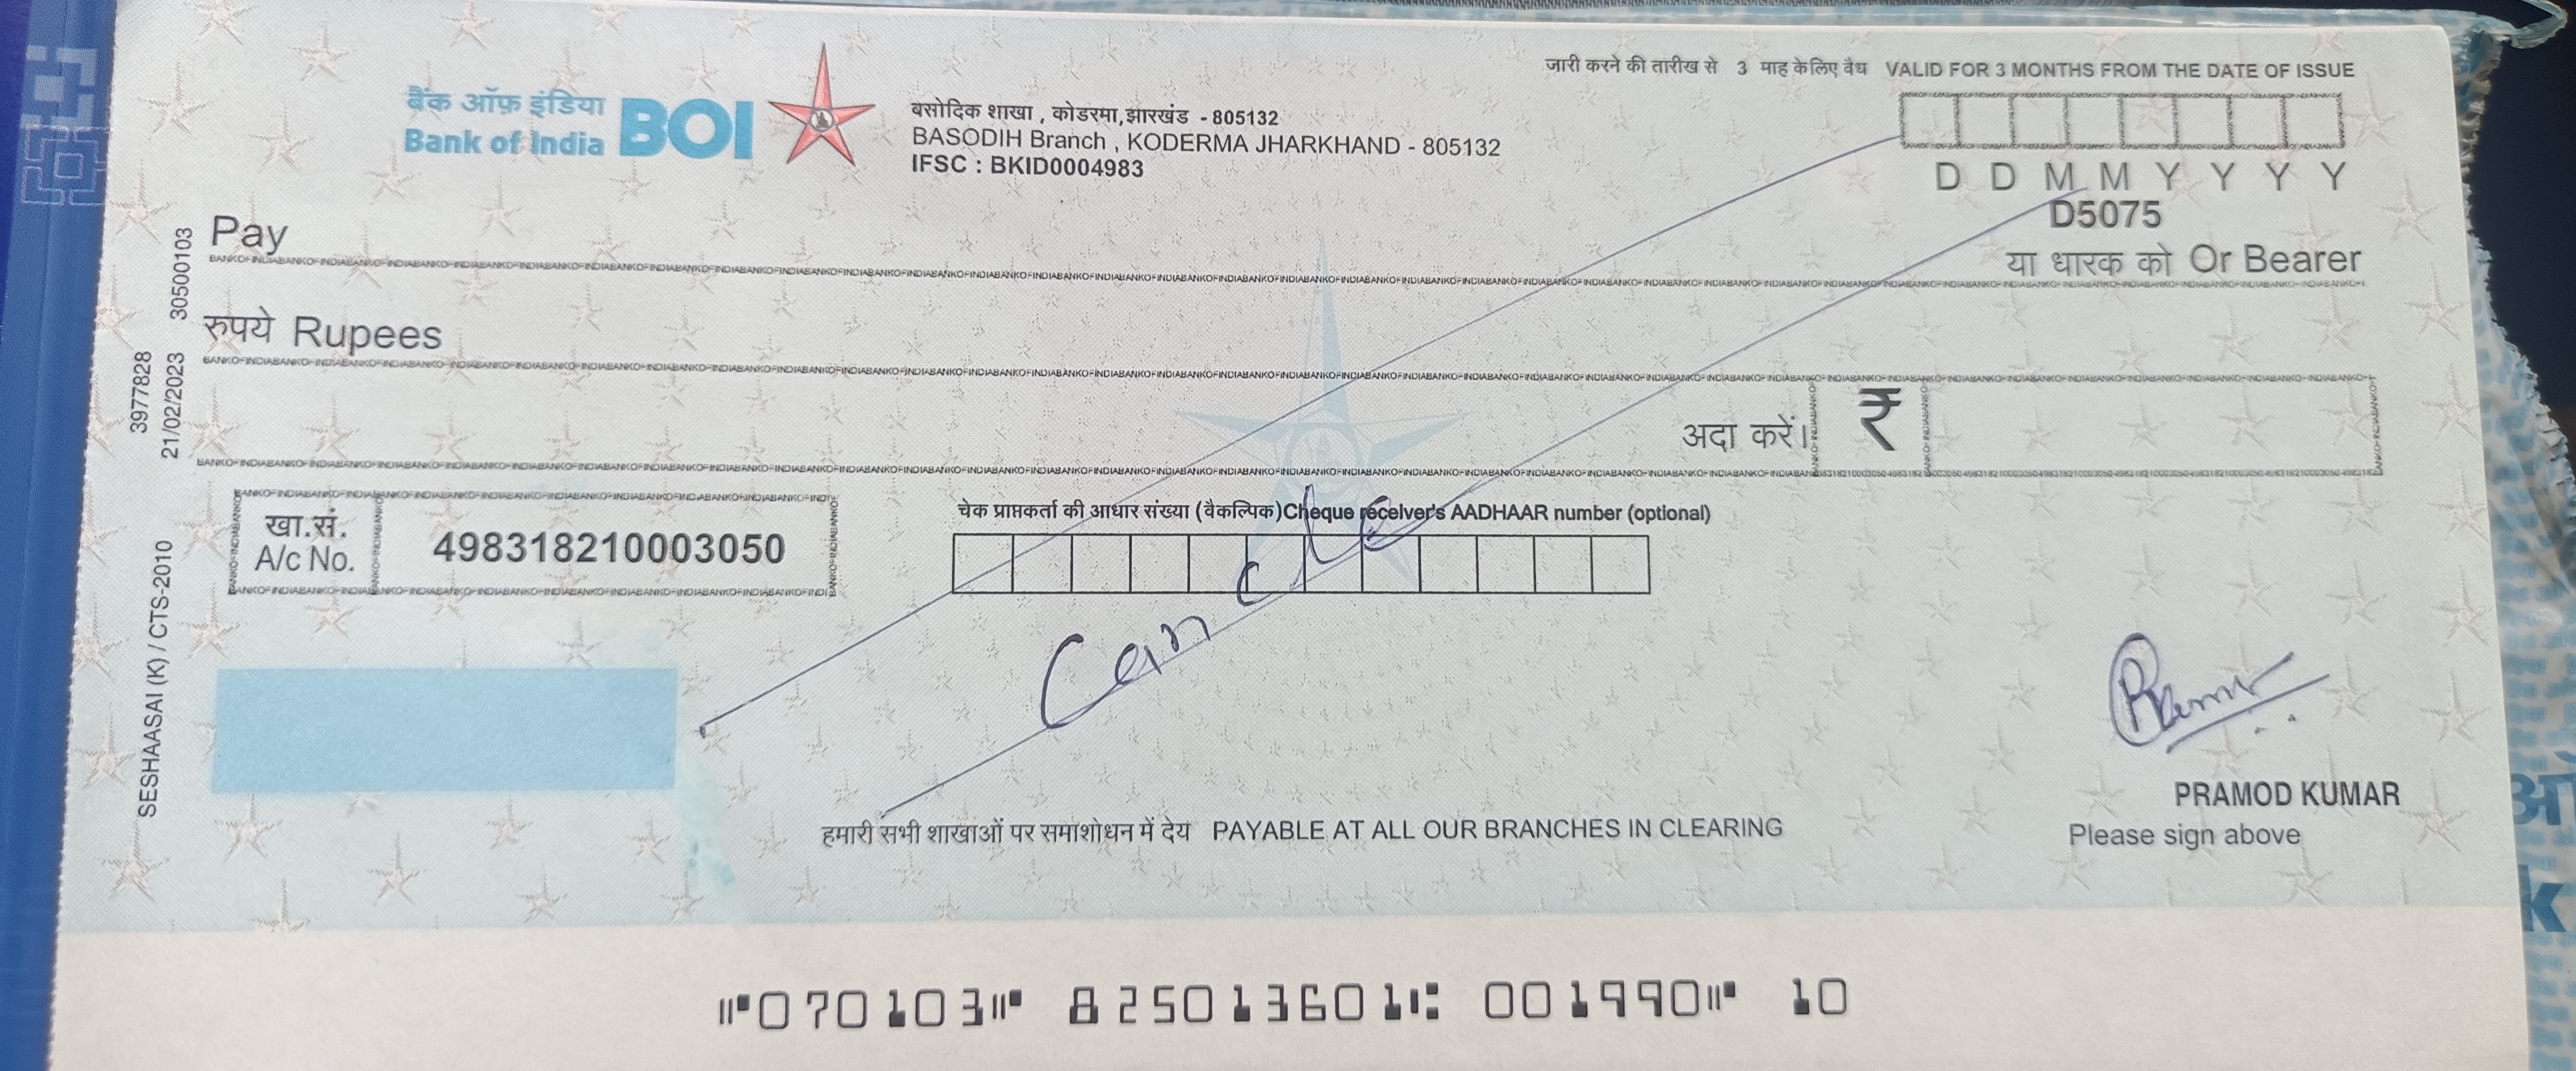 जारी करने की तारीख से 3 माह के लिए वैध VALID FOR 3 MONTHS FROM THE DATE OF ISSUE
बैंक ऑफ़ इंडिया
Bank of India BOI
बसोदिक शाखा , कोडरमा,झारखंड - 805132
BASODIH Branch , KODERMA JHARKHAND - 805132
IFSC : BKID0004983
D D M M Y Y Y Y
D5075
Pay
या धारक को Or Bearer
रुपये Rupees
अदा करें। ₹
खा.सं.
A/c No.
498318210003050
चेक प्राप्तकर्ता की आधार संख्या (वैकल्पिक)Cheque receiver's AADHAAR number (optional)
Cancle
PRAMOD KUMAR
Please sign above
हमारी सभी शाखाओं पर समाशोधन में देय PAYABLE AT ALL OUR BRANCHES IN CLEARING
30500103
3977828
21/02/2023
SESHAASAI (K) / CTS-2010
⑈070103⑈ 825013601⑆ 001990⑈ 10